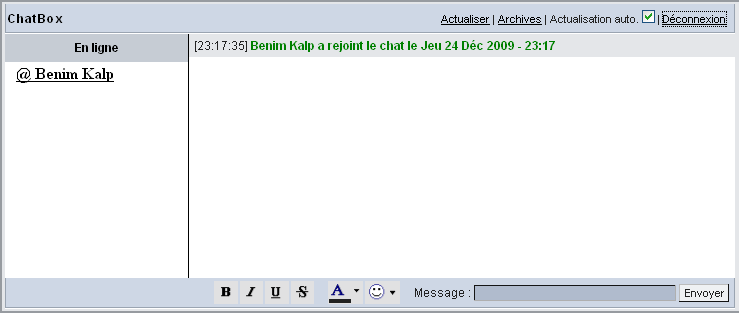 ChatBox Actualiser | Archives | Actualisation auto. | Déconnexion
En ligne
@ Benim Kalp
[23:17:35] Benim Kalp a rejoint le chat le Jeu 24 Déc 2009 - 23:17
B I U S A Message : Envoyer